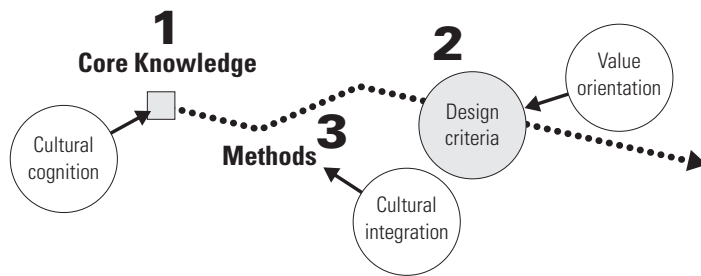 1
Core Knowledge
2
Value
orientation
Design
criteria
Cultural
cognition
Methods 3
Cultural
integration